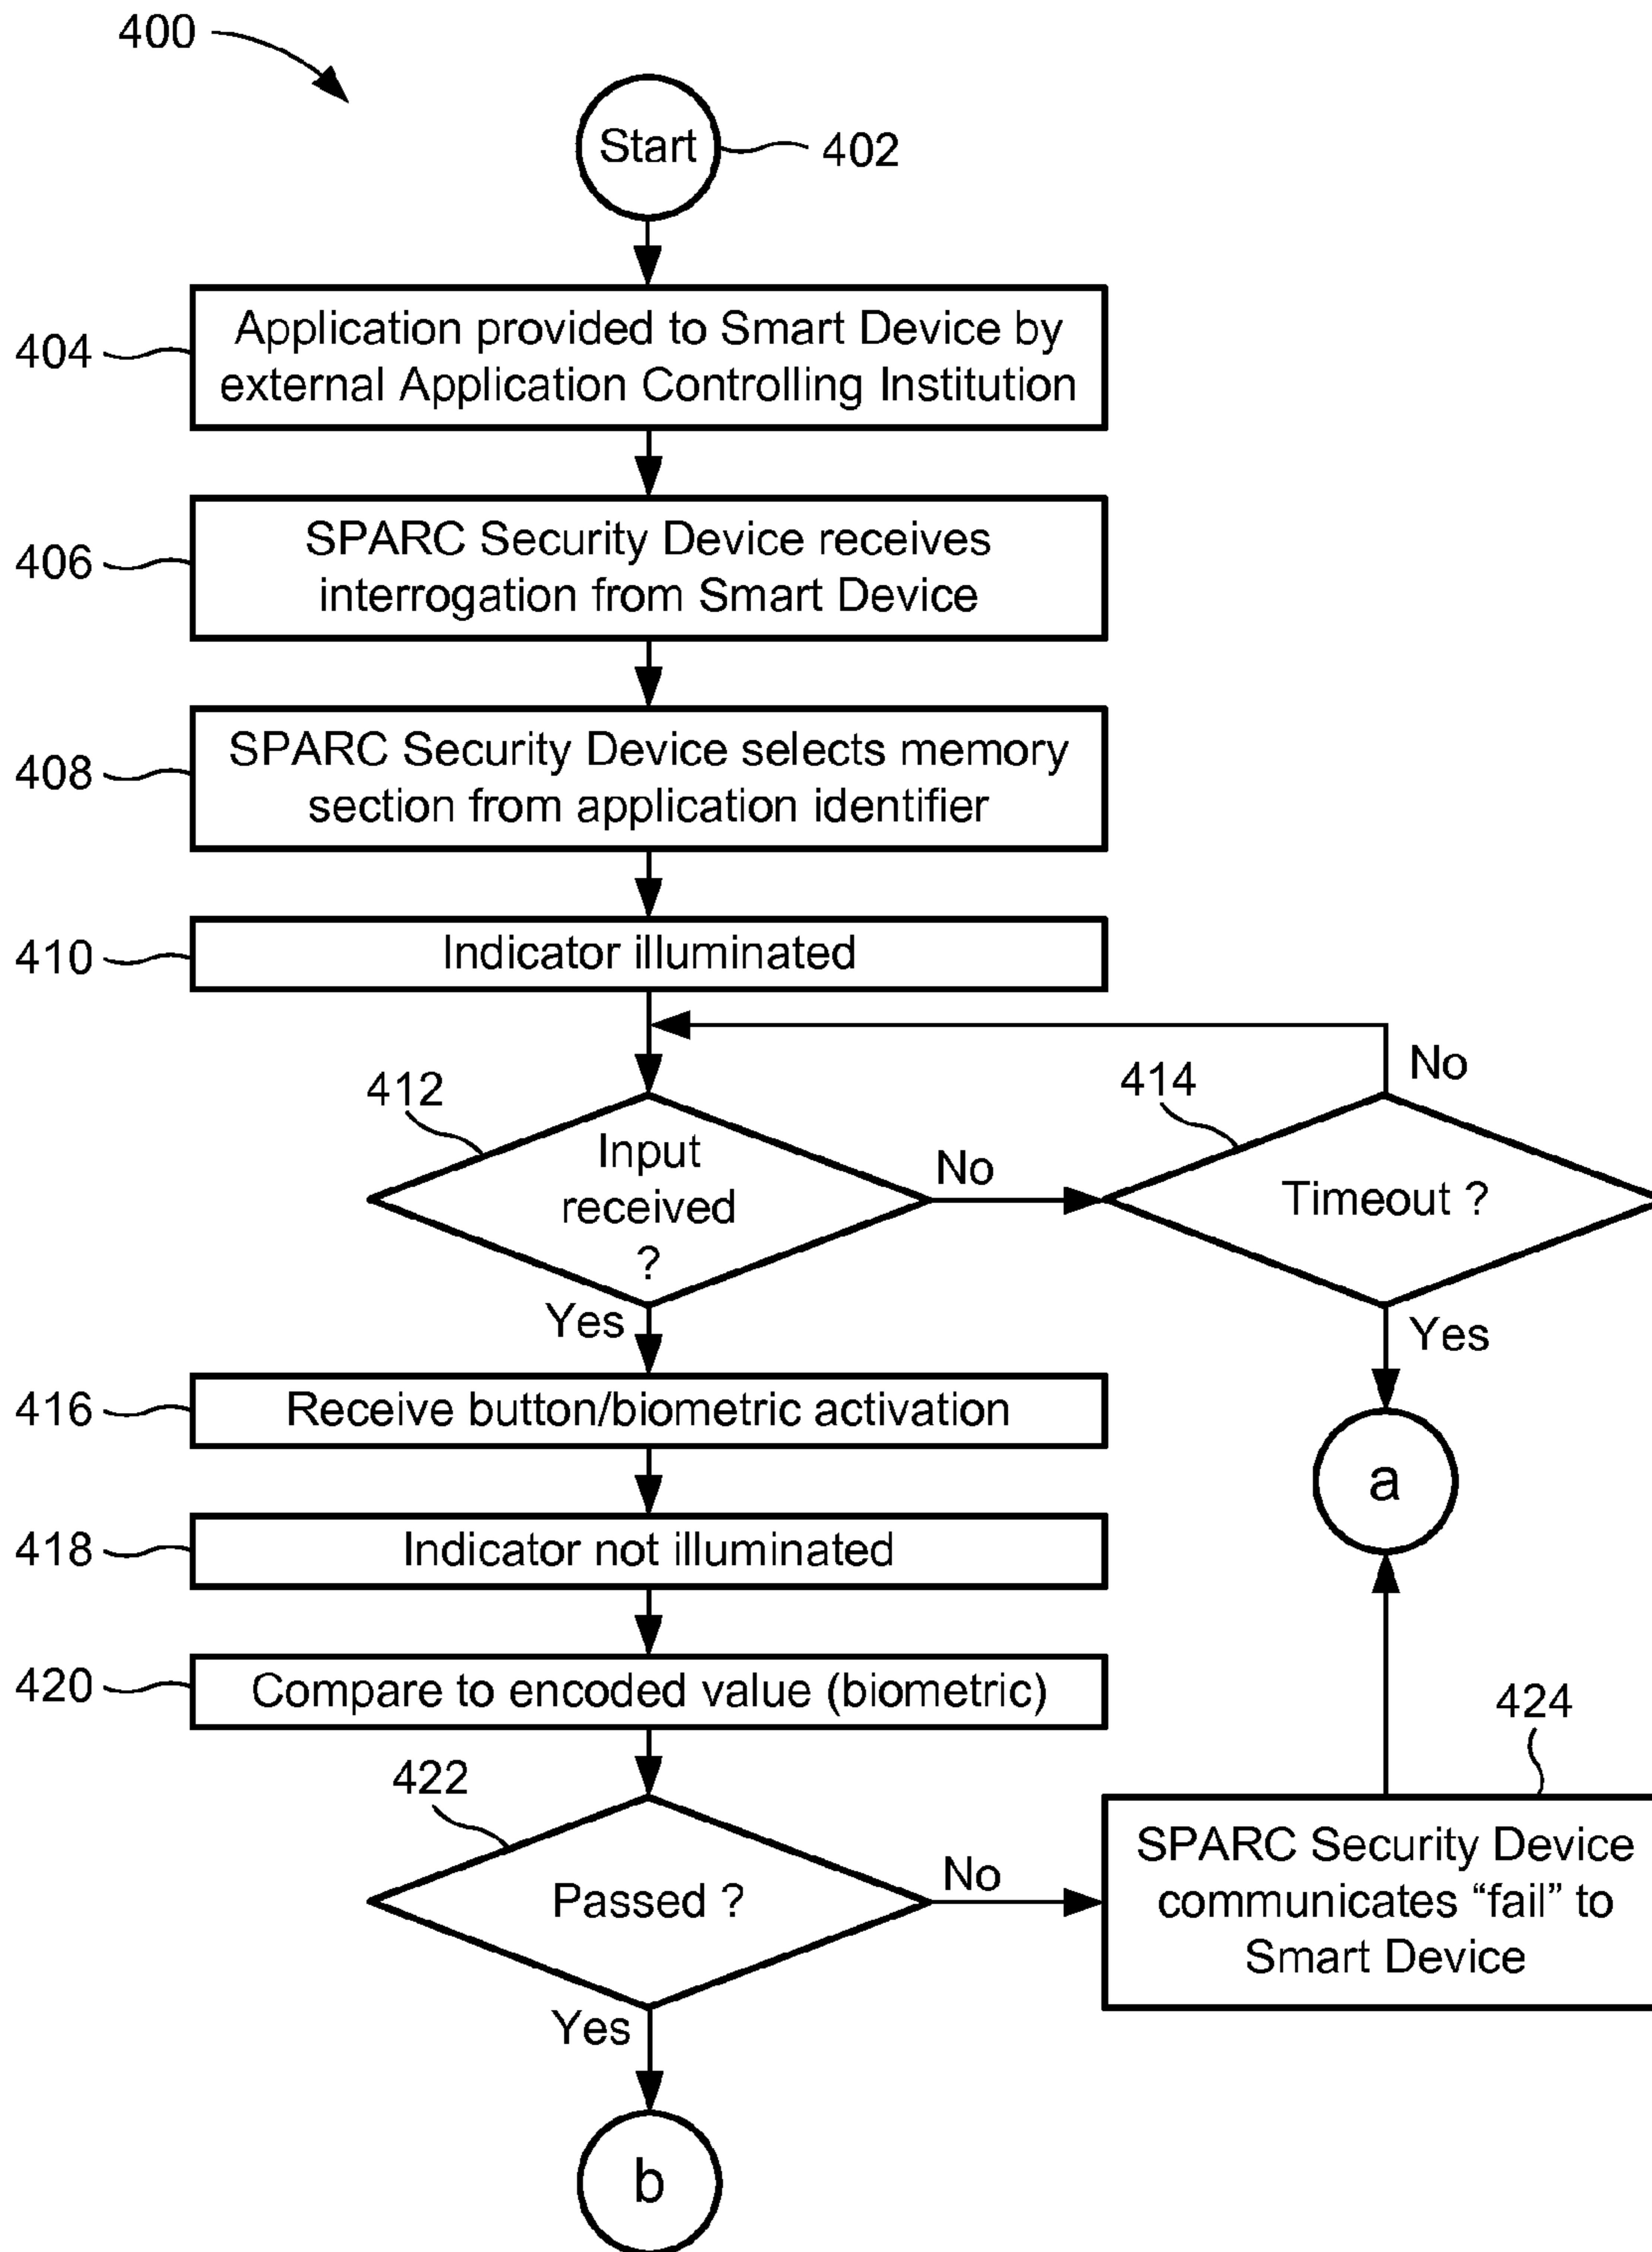 400
Start
402
404
Application provided to Smart Device by
external Application Controlling Institution
406
SPARC Security Device receives
interrogation from Smart Device
408
SPARC Security Device selects memory
section from application identifier
410
Indicator illuminated
412
Input
received
?
No
414
Timeout ?
No
Yes
a
Yes
416
Receive button/biometric activation
418
Indicator not illuminated
420
Compare to encoded value (biometric)
422
Passed ?
No
424
SPARC Security Device
communicates “fail” to
Smart Device
Yes
b